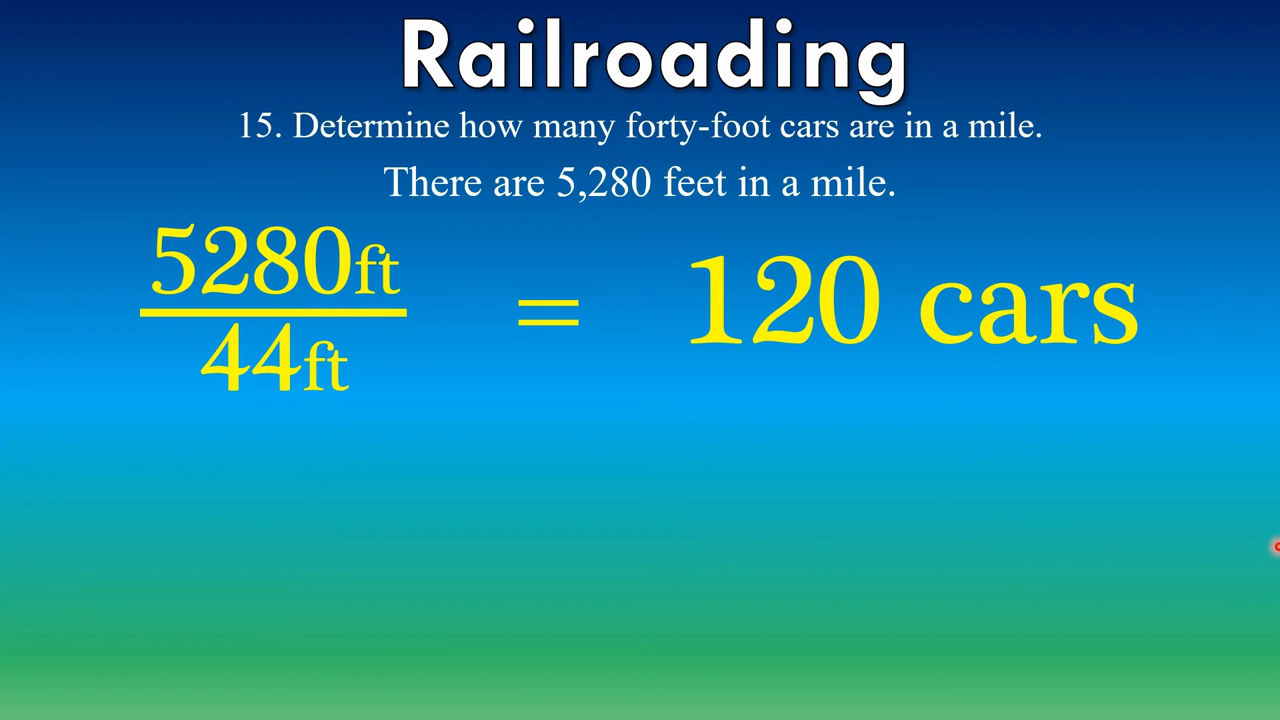 Railroading
15. Determine how many forty-foot cars are in a mile.
There are 5,280 feet in a mile.
5280ft
44ft
= 120 cars